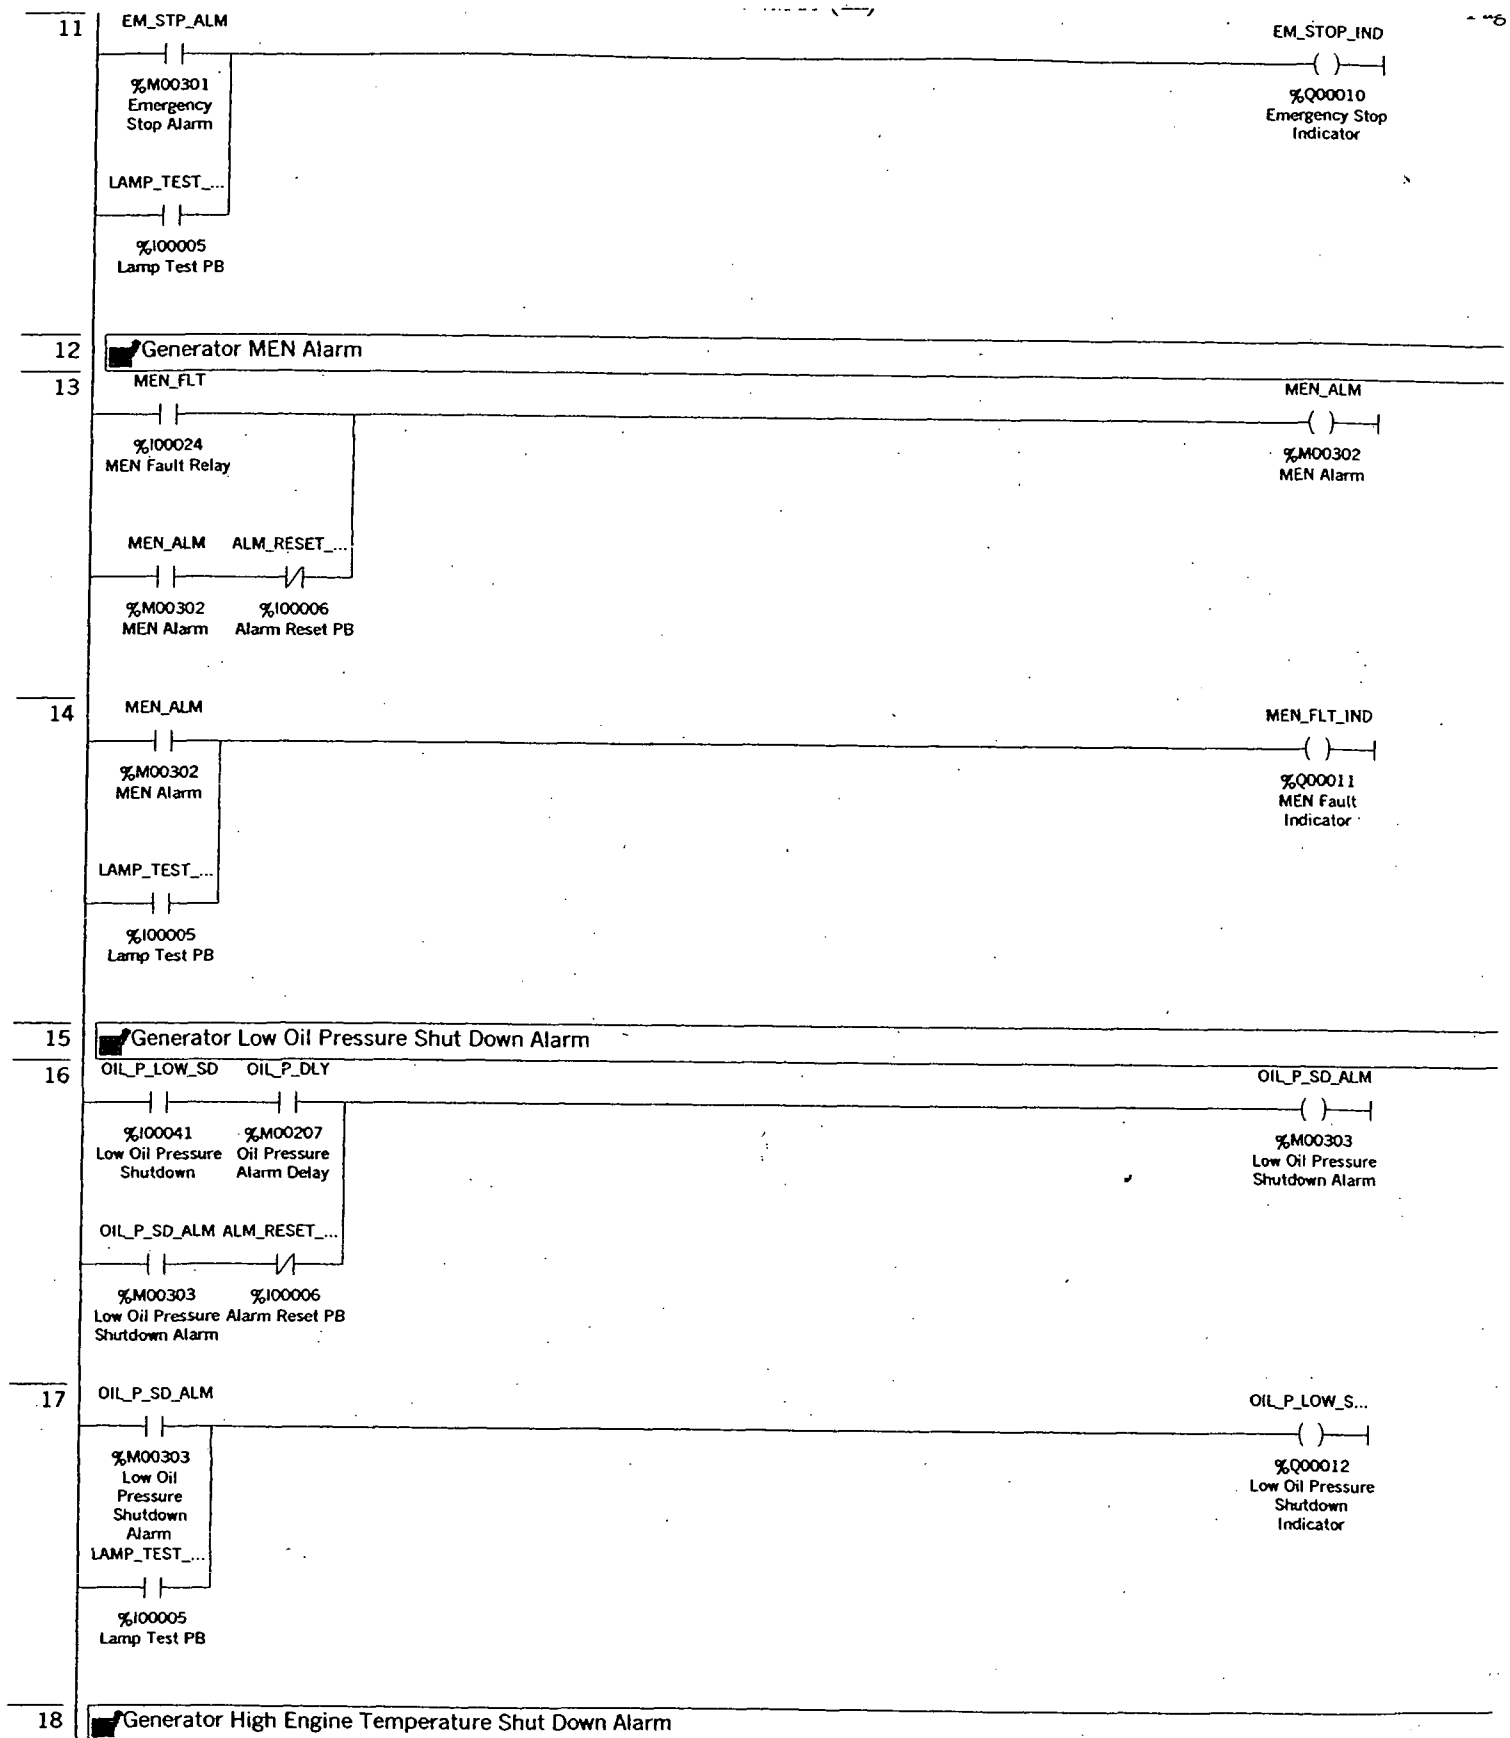 11
EM_STP_ALM
EM_STOP_IND
%M00301
Emergency
Stop Alarm
%Q00010
Emergency Stop
Indicator
LAMP_TEST_...
%I00005
Lamp Test PB
12 Generator MEN Alarm
13
MEN_FLT
MEN_ALM
%I00024
MEN Fault Relay
%M00302
MEN Alarm
MEN_ALM ALM_RESET_...
%M00302 %I00006
MEN Alarm Alarm Reset PB
14
MEN_ALM
MEN_FLT_IND
%M00302
MEN Alarm
%Q00011
MEN Fault
Indicator
LAMP_TEST_...
%I00005
Lamp Test PB
15 Generator Low Oil Pressure Shut Down Alarm
16
OIL_P_LOW_SD OIL_P_DLY
OIL_P_SD_ALM
%I00041 %M00207
Low Oil Pressure Oil Pressure
Shutdown Alarm Delay
%M00303
Low Oil Pressure
Shutdown Alarm
OIL_P_SD_ALM ALM_RESET_...
%M00303 %I00006
Low Oil Pressure Alarm Reset PB
Shutdown Alarm
17
OIL_P_SD_ALM
OIL_P_LOW_S...
%M00303
Low Oil
Pressure
Shutdown
Alarm
%Q00012
Low Oil Pressure
Shutdown
Indicator
LAMP_TEST_...
%I00005
Lamp Test PB
18 Generator High Engine Temperature Shut Down Alarm